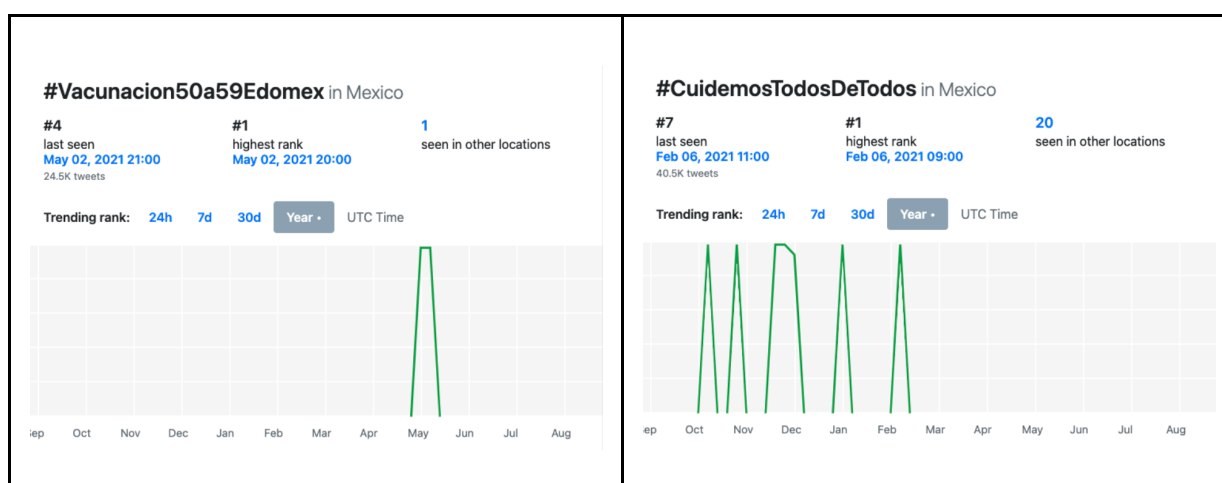 #Vacunacion50a59Edomex in Mexico
#4 #1 1
last seen highest rank seen in other locations
May 02, 2021 21:00 May 02, 2021 20:00
24.5K tweets
Trending rank: 24h 7d 30d Year • UTC Time
Sep Oct Nov Dec Jan Feb Mar Apr May Jun Jul Aug
#CuidemosTodosDeTodos in Mexico
#7 #1 20
last seen highest rank seen in other locations
Feb 06, 2021 11:00 Feb 06, 2021 09:00
40.5K tweets
Trending rank: 24h 7d 30d Year • UTC Time
ep Oct Nov Dec Jan Feb Mar Apr May Jun Jul Aug